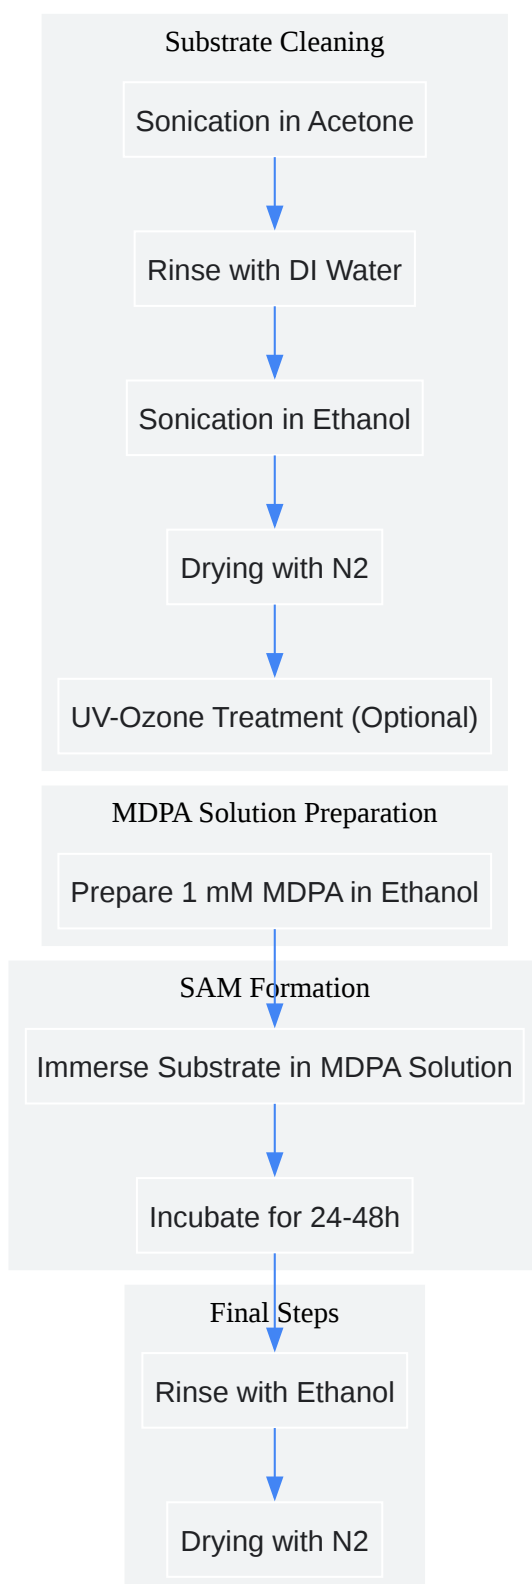 Substrate Cleaning
Sonication in Acetone
Rinse with DI Water
Sonication in Ethanol
Drying with N2
UV-Ozone Treatment (Optional)
MDPA Solution Preparation
Prepare 1 mM MDPA in Ethanol
SAM Formation
Immerse Substrate in MDPA Solution
Incubate for 24-48h
Final Steps
Rinse with Ethanol
Drying with N2